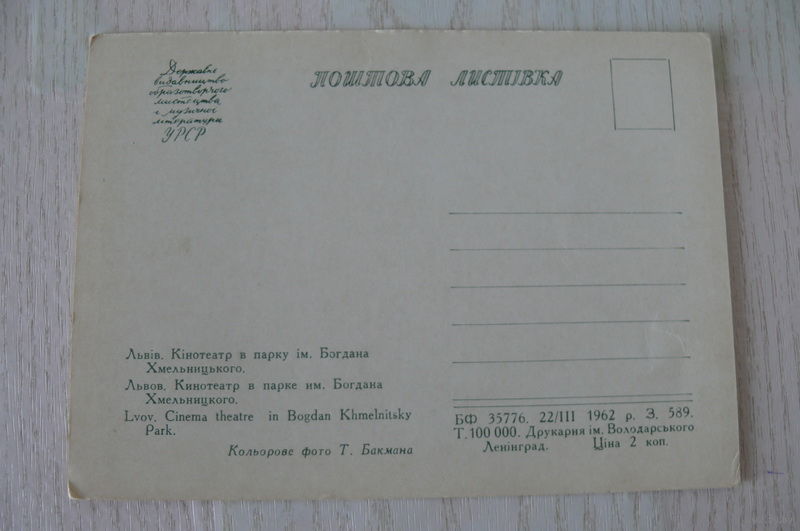 Державне
видавництво
образотворчого
мистецтва
і музичної
літератури
УРСР
ПОШТОВА ЛИСТІВКА
Львів. Кінотеатр в парку ім. Богдана
Хмельницького.
Львов. Кинотеатр в парке им. Богдана
Хмельницкого.
Lvov. Cinema theatre in Bogdan Khmelnitsky
Park.
Кольорове фото Т. Бакмана
БФ 35776. 22/III 1962 р. З. 589.
Т. 100 000. Друкарня ім. Володарського
Ленінград. Ціна 2 коп.